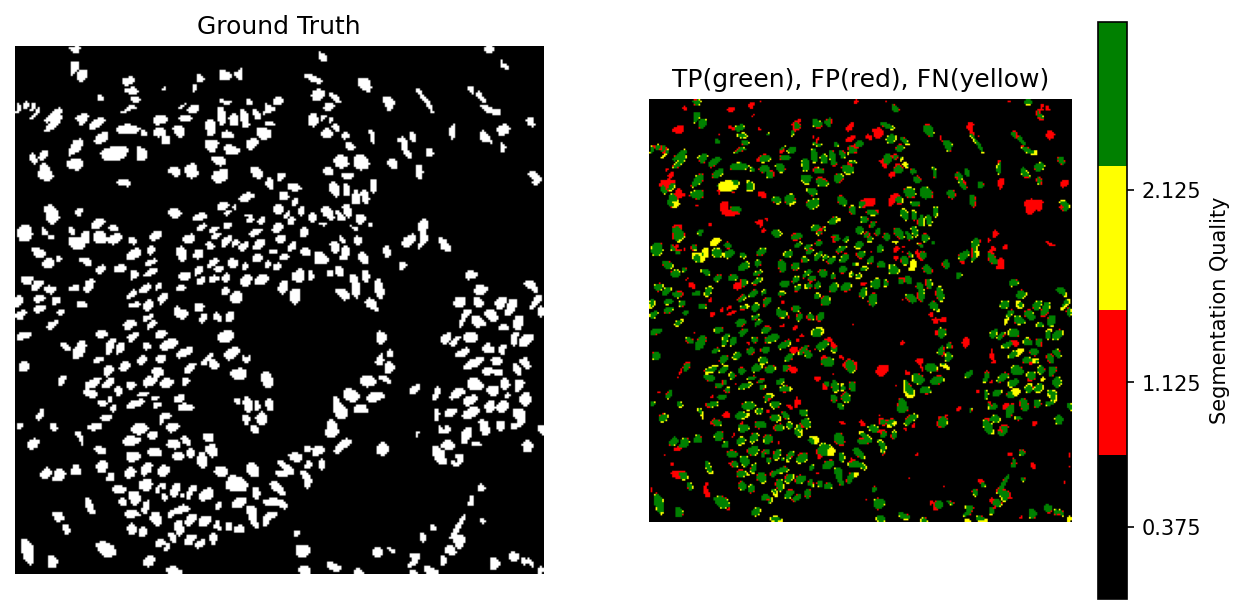 Ground Truth
TP(green), FP(red), FN(yellow)
2.125
1.125
0.375
Segmentation Quality